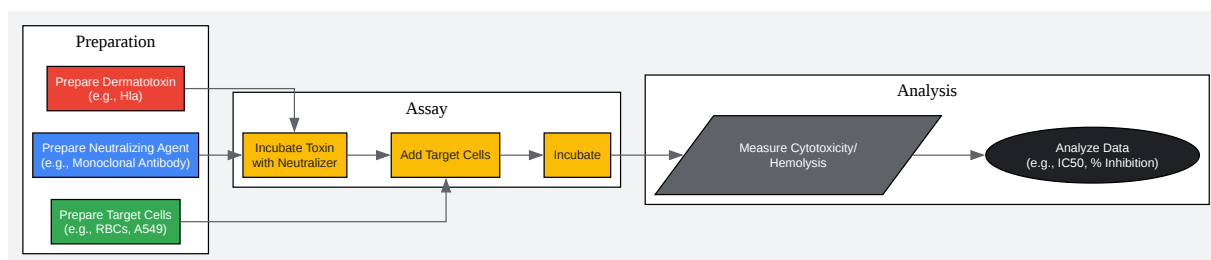 Preparation
Prepare Dermatotoxin
(e.g., Hla)
Prepare Neutralizing Agent
(e.g., Monoclonal Antibody)
Prepare Target Cells
(e.g., RBCs, A549)
Assay
Incubate Toxin
with Neutralizer
Add Target Cells
Incubate
Analysis
Measure Cytotoxicity/
Hemolysis
Analyze Data
(e.g., IC50, % Inhibition)